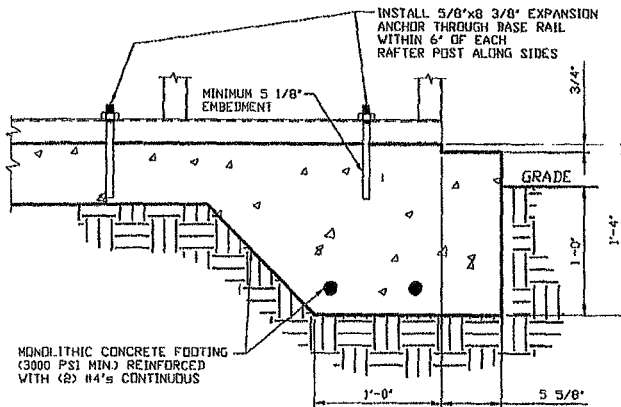 INSTALL 5/8"x8 3/8" EXPANSION
ANCHOR THROUGH BASE RAIL
WITHIN 6" OF EACH
RAFTER POST ALONG SIDES
MINIMUM 5 1/8"
EMBEDMENT
3/4"
GRADE
1'-0"
1'-4"
MONOLITHIC CONCRETE FOOTING
(3000 PSI MIN.) REINFORCED
WITH (2) #4's CONTINUOUS
1'-0"
5 5/8"